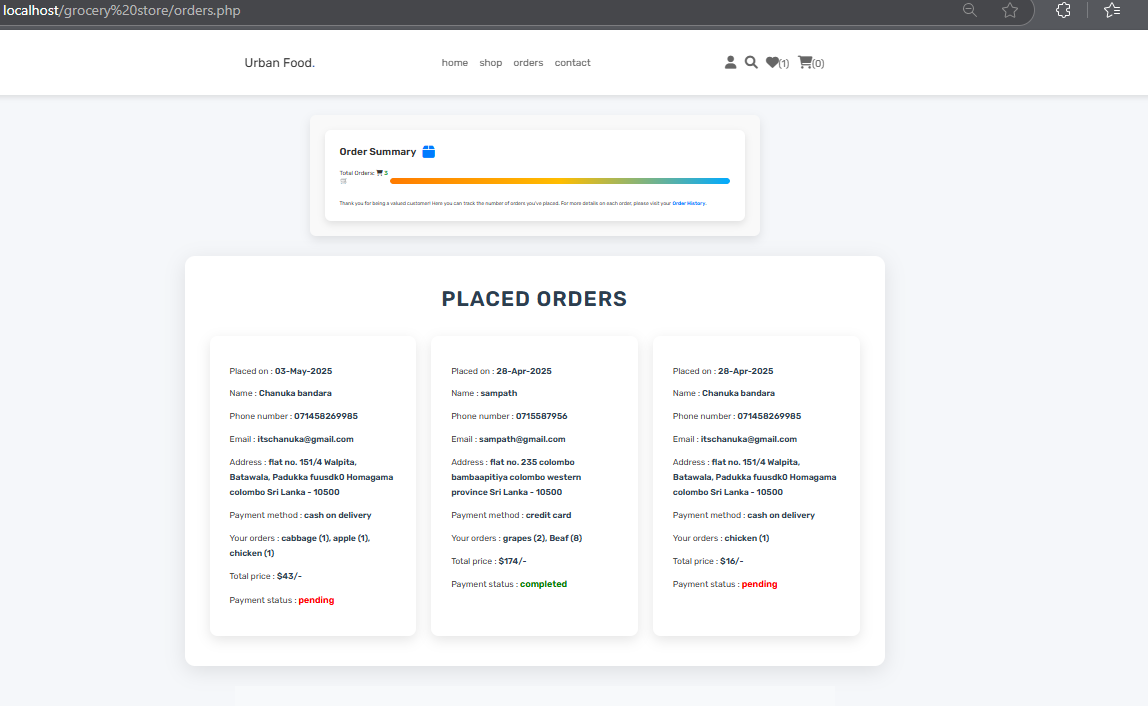 localhost/grocery%20store/orders.php
Urban Food.
home shop orders contact
(1) (0)
Order Summary
Total Orders: 3
Thank you for being a valued customer! Here you can track the number of orders you've placed. For more details on each order, please visit your Order History.
PLACED ORDERS
Placed on : 03-May-2025
Name : Chanuka bandara
Phone number : 071458269985
Email : itschanuka@gmail.com
Address : flat no. 151/4 Walpita,
Batawala, Padukka fuusdk0 Homagama
colombo Sri Lanka - 10500
Payment method : cash on delivery
Your orders : cabbage (1), apple (1),
chicken (1)
Total price : $43/-
Payment status : pending
Placed on : 28-Apr-2025
Name : sampath
Phone number : 0715587956
Email : sampath@gmail.com
Address : flat no. 235 colombo
bambaapitiya colombo western
province Sri Lanka - 10500
Payment method : credit card
Your orders : grapes (2), Beaf (8)
Total price : $174/-
Payment status : completed
Placed on : 28-Apr-2025
Name : Chanuka bandara
Phone number : 071458269985
Email : itschanuka@gmail.com
Address : flat no. 151/4 Walpita,
Batawala, Padukka fuusdk0 Homagama
colombo Sri Lanka - 10500
Payment method : cash on delivery
Your orders : chicken (1)
Total price : $16/-
Payment status : pending